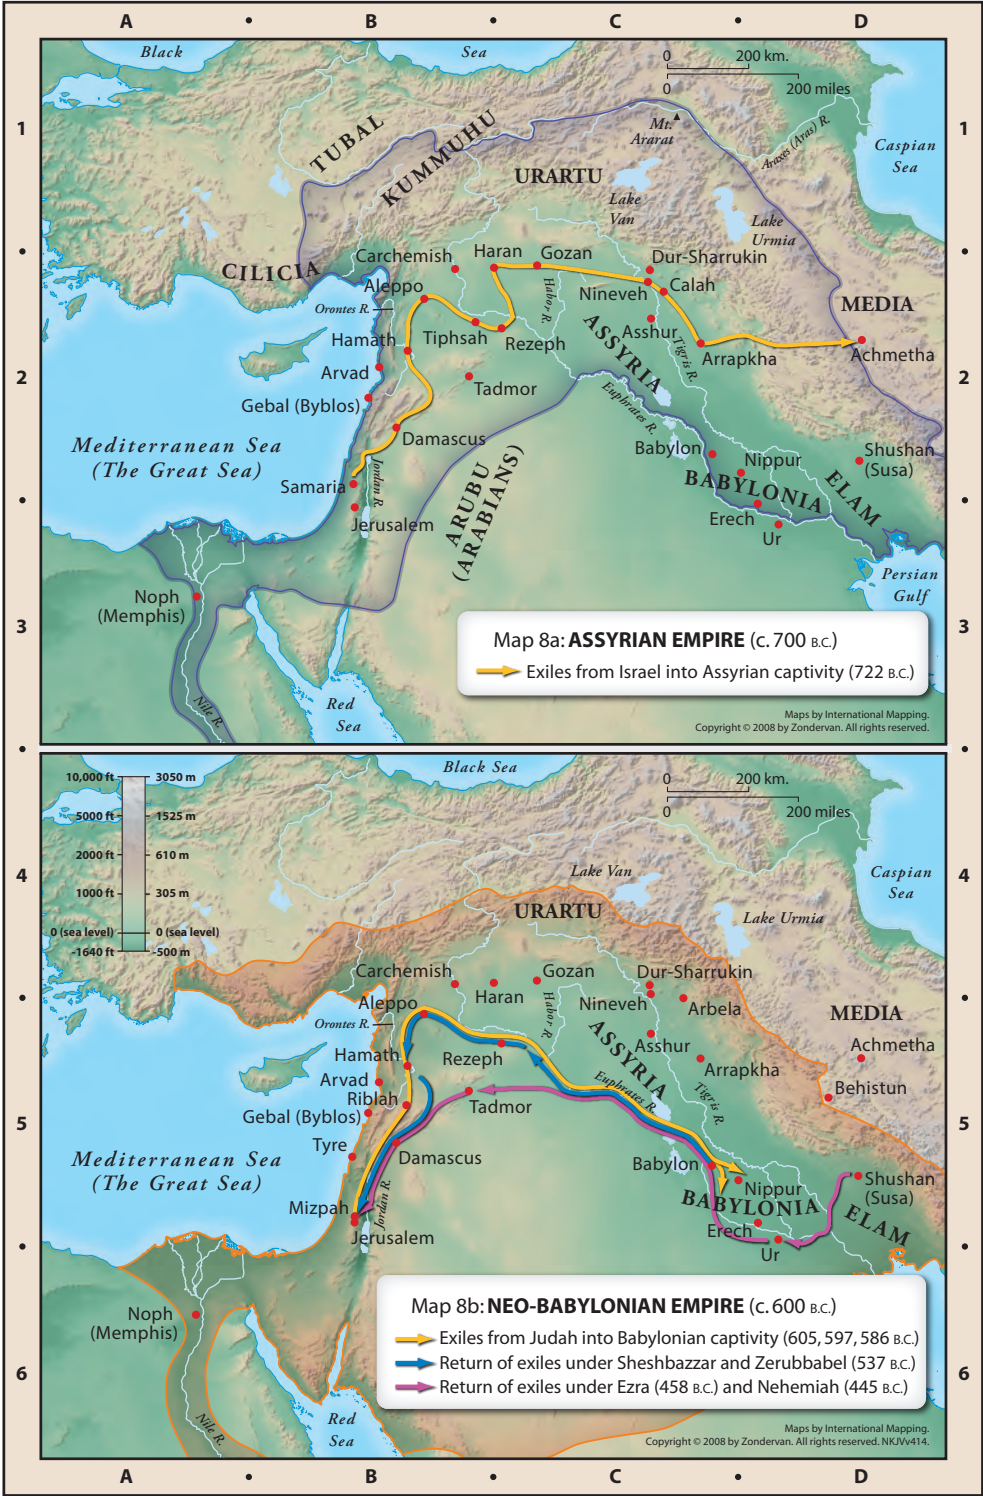 A • B • C • D
Black
Sea
0 200 km.
0 200 miles
1
1
TUBAL
KUMMUHU
Mt.
Ararat
Araxes (Aras) R.
Caspian
Sea
URARTU
Lake
Van
Lake
Urmia
•
•
CILICIA
Carchemish
Haran
Gozan
Dur-Sharrukin
Aleppo
Nineveh
Calah
MEDIA
Orontes R.
Habor R.
Hamath
Tiphsah
Rezeph
ASSYRIA
Asshur
Tigris R.
Arrapkha
Achmetha
Arvad
2
2
Tadmor
Gebal (Byblos)
Euphrates R.
Mediterranean Sea
(The Great Sea)
Damascus
Babylon
Nippur
Shushan
(Susa)
Samaria
Jordan R.
BABYLONIA
ELAM
•
•
Jerusalem
ARUBU
(ARABIANS)
Erech
Ur
Noph
(Memphis)
Persian
Gulf
3
3
Map 8a: ASSYRIAN EMPIRE (c. 700 B.C.)
Exiles from Israel into Assyrian captivity (722 B.C.)
Nile R.
Red
Sea
Maps by International Mapping.
Copyright © 2008 by Zondervan. All rights reserved.
•
•
10,000 ft 3050 m
5000 ft 1525 m
2000 ft 610 m
1000 ft 305 m
0 (sea level) 0 (sea level)
-1640 ft -500 m
Black Sea
0 200 km.
0 200 miles
4
4
Lake Van
Caspian
Sea
URARTU
Lake Urmia
Carchemish
Gozan
Dur-Sharrukin
•
•
Aleppo
Haran
Nineveh
Arbela
MEDIA
Orontes R.
Habor R.
ASSYRIA
Hamath
Rezeph
Asshur
Achmetha
Arrapkha
Arvad
Riblah
Euphrates R.
Tigris R.
Behistun
Gebal (Byblos)
Tadmor
5
5
Tyre
Mediterranean Sea
(The Great Sea)
Damascus
Babylon
Nippur
Shushan
(Susa)
Mizpah
Jordan R.
BABYLONIA
ELAM
Jerusalem
Erech
Ur
•
•
Noph
(Memphis)
Map 8b: NEO-BABYLONIAN EMPIRE (c. 600 B.C.)
Exiles from Judah into Babylonian captivity (605, 597, 586 B.C.)
Return of exiles under Sheshbazzar and Zerubbabel (537 B.C.)
Return of exiles under Ezra (458 B.C.) and Nehemiah (445 B.C.)
6
6
Nile R.
Red
Sea
Maps by International Mapping.
Copyright © 2008 by Zondervan. All rights reserved. NKJVv414.
A • B • C • D